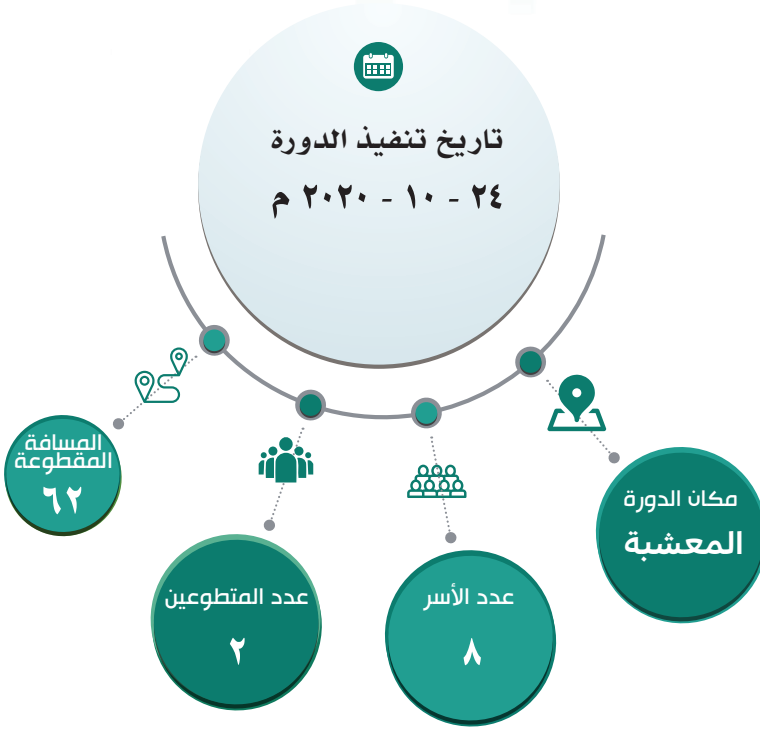 تاريخ تنفيذ الدورة
٢٤ - ١٠ - ٢٠٢٠ م
مكان الدورة
المعشبة
عدد الأسر
٨
عدد المتطوعين
٢
المسافة
المقطوعة
٦٢